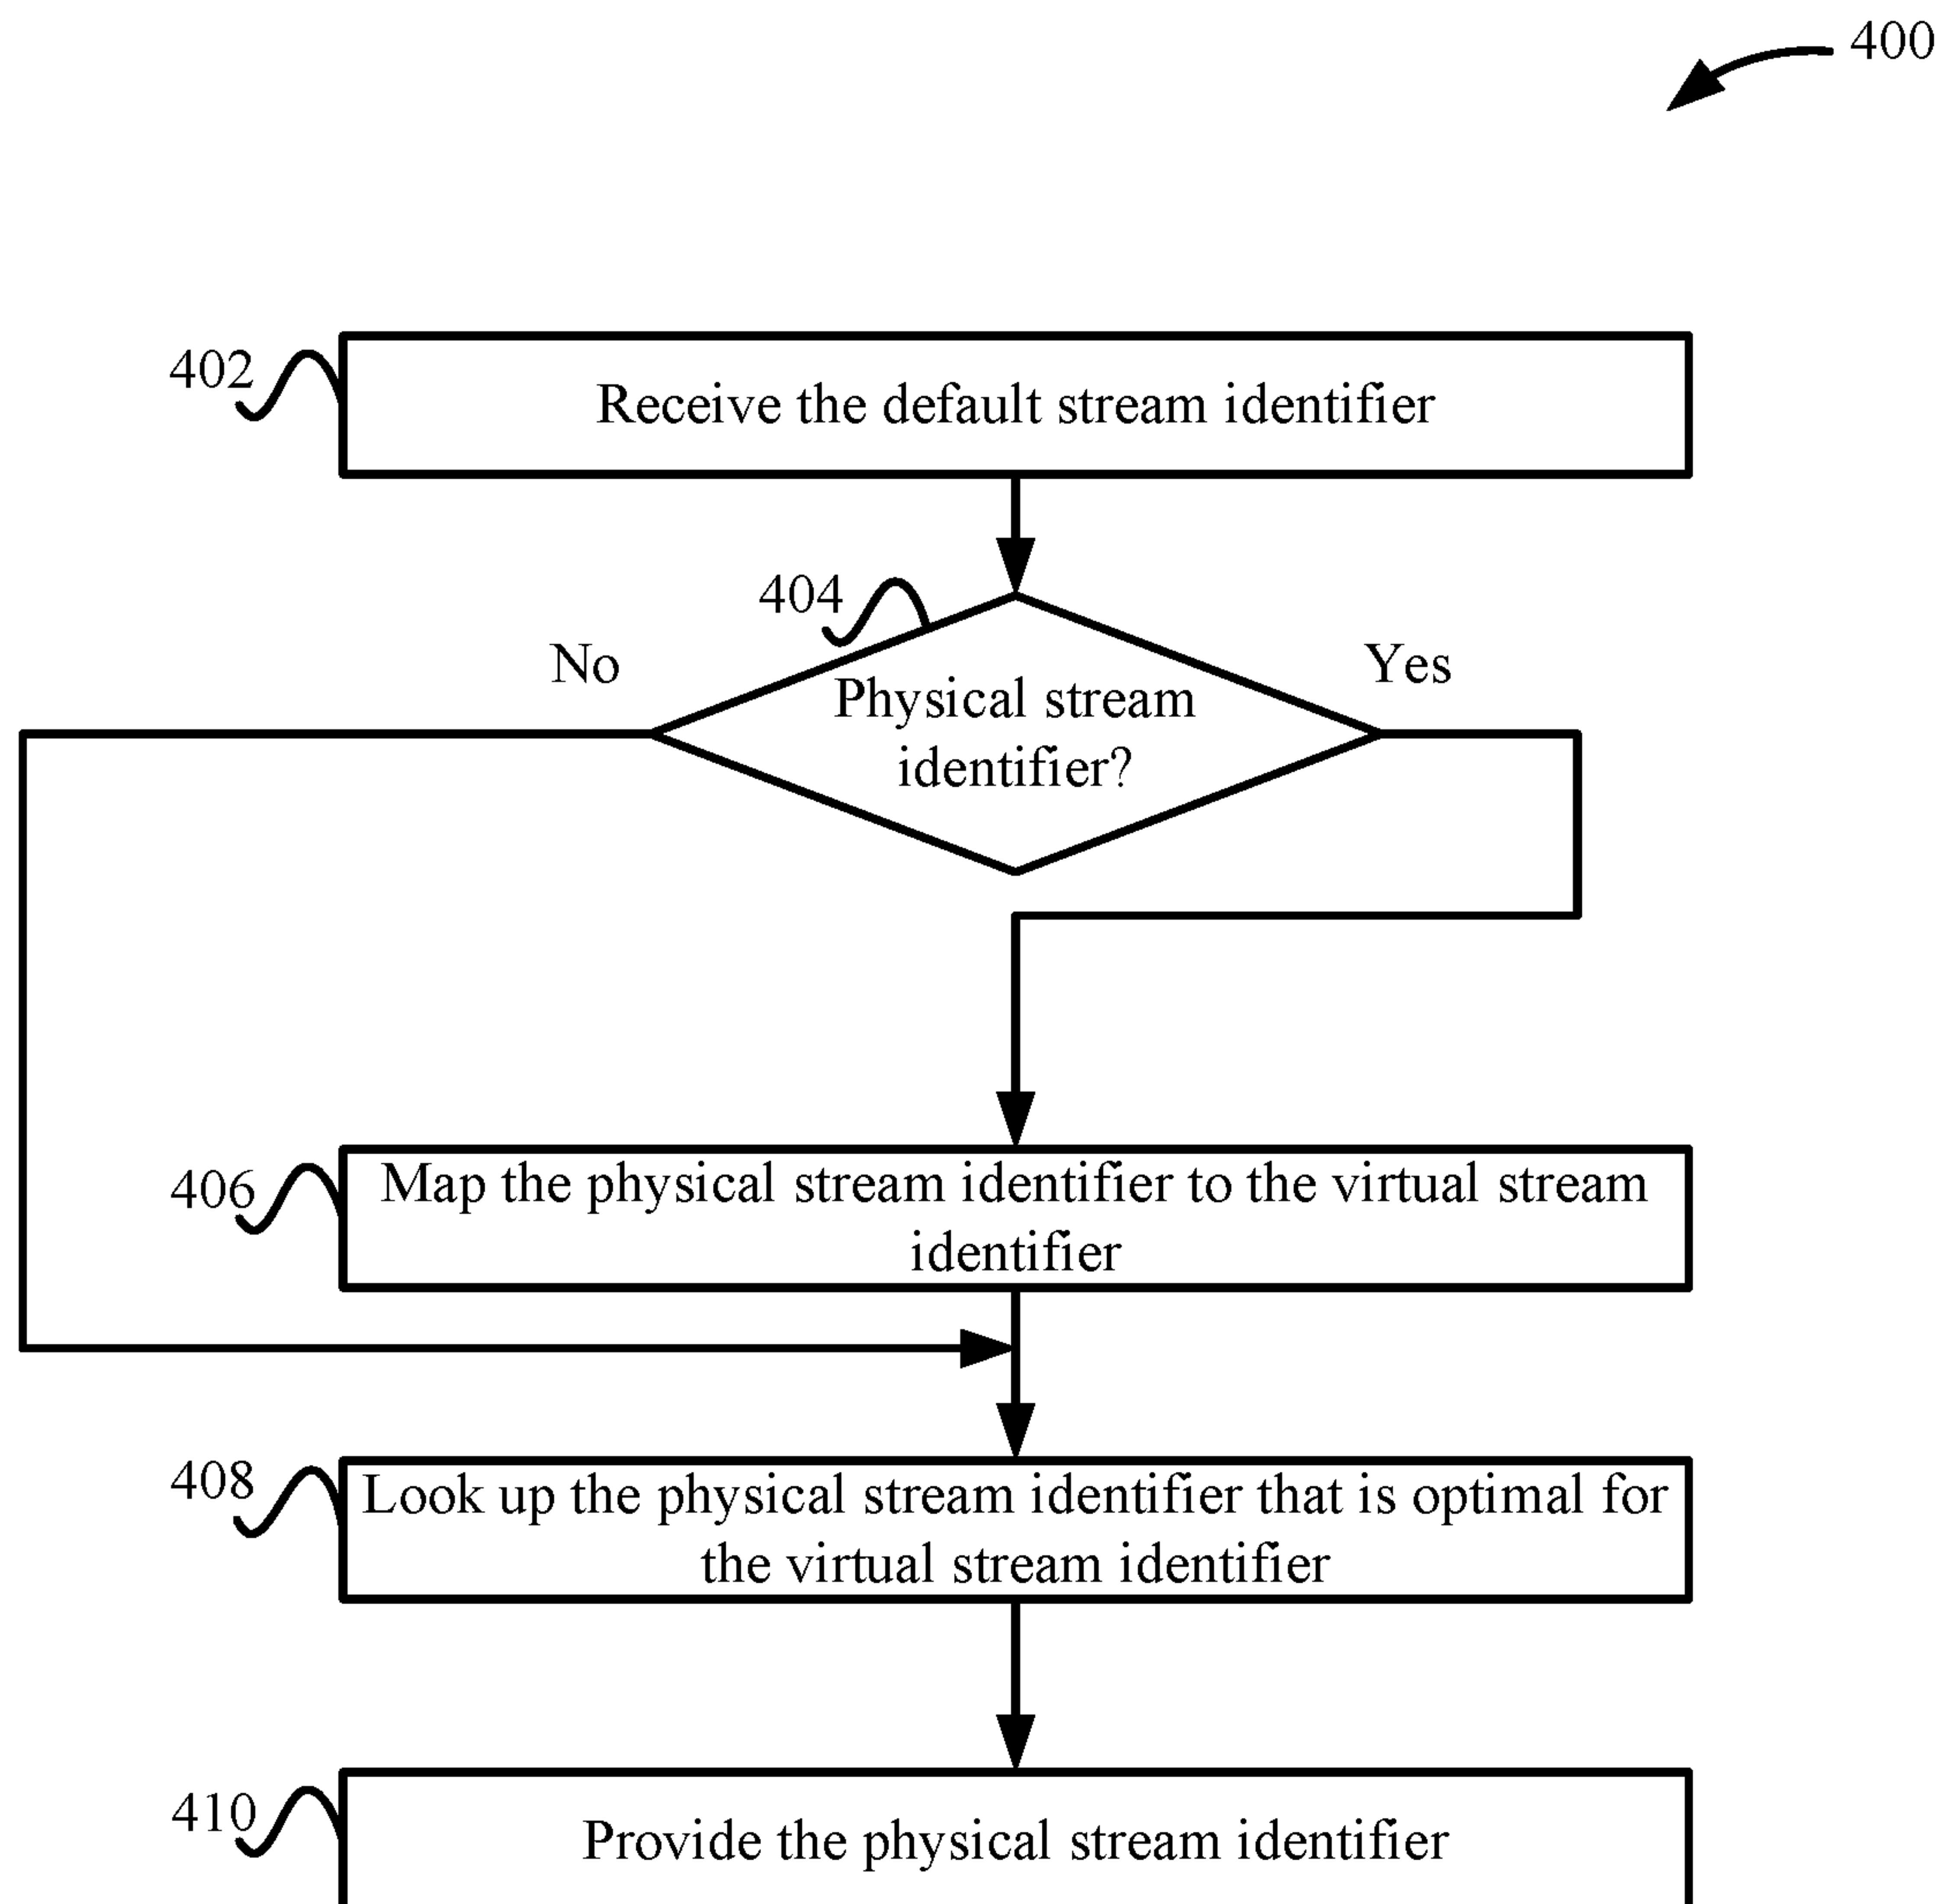 400
402
Receive the default stream identifier
404
No
Yes
Physical stream
identifier?
406
Map the physical stream identifier to the virtual stream
identifier
408
Look up the physical stream identifier that is optimal for
the virtual stream identifier
410
Provide the physical stream identifier